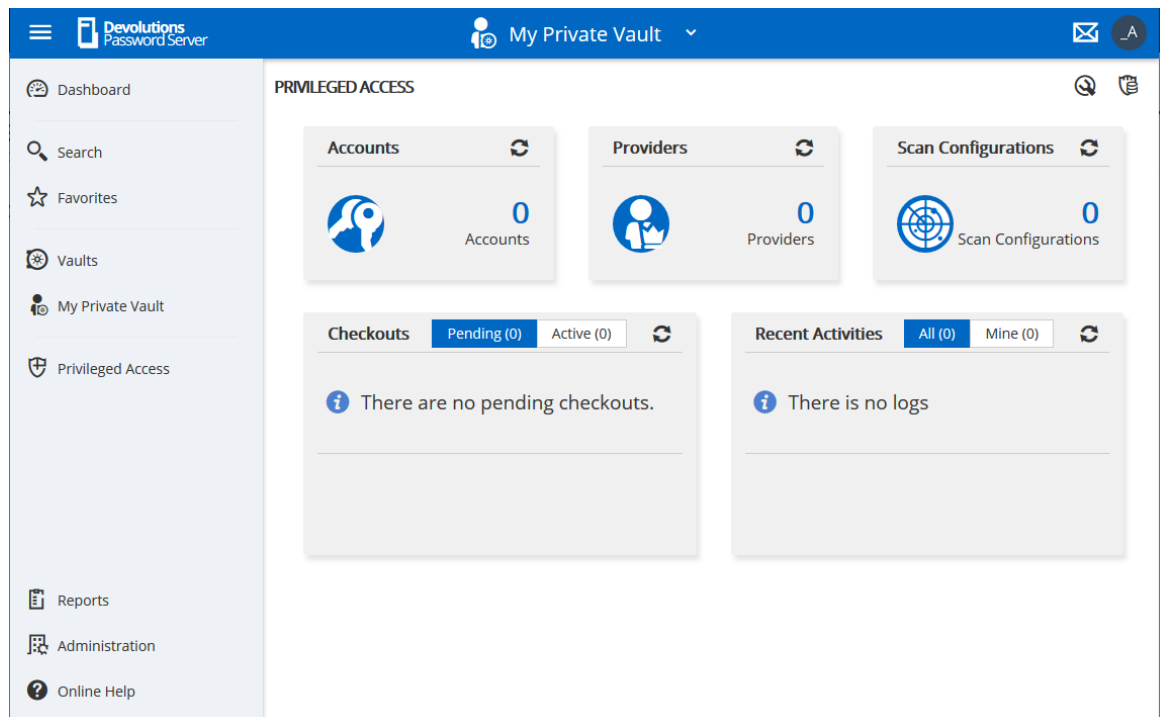 Devolutions
Password Server
My Private Vault
_A
Dashboard
Search
Favorites
Vaults
My Private Vault
Privileged Access
Reports
Administration
Online Help
PRIVILEGED ACCESS
Accounts
0
Accounts
Providers
0
Providers
Scan Configurations
0
Scan Configurations
Checkouts Pending (0) Active (0)
There are no pending checkouts.
Recent Activities All (0) Mine (0)
There is no logs